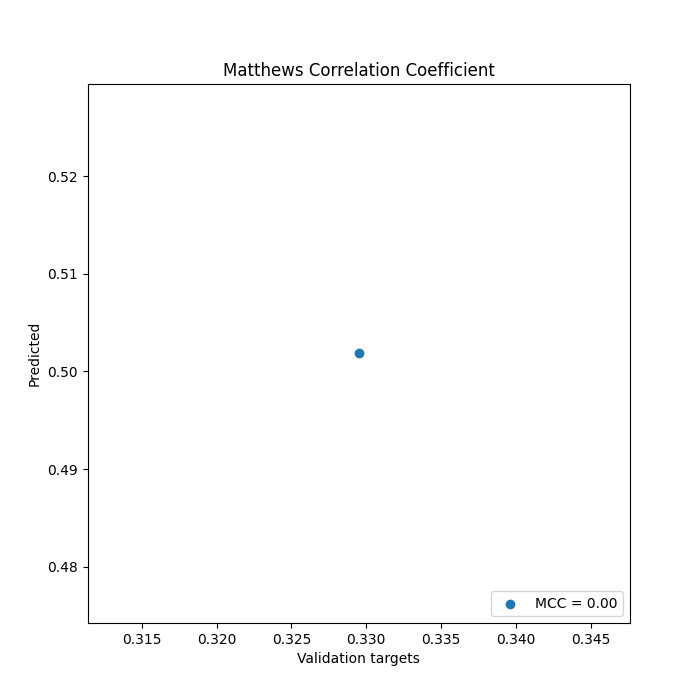 Matthews Correlation Coefficient
0.52
0.51
0.50
0.49
0.48
Predicted
MCC = 0.00
0.315 0.320 0.325 0.330 0.335 0.340 0.345
Validation targets